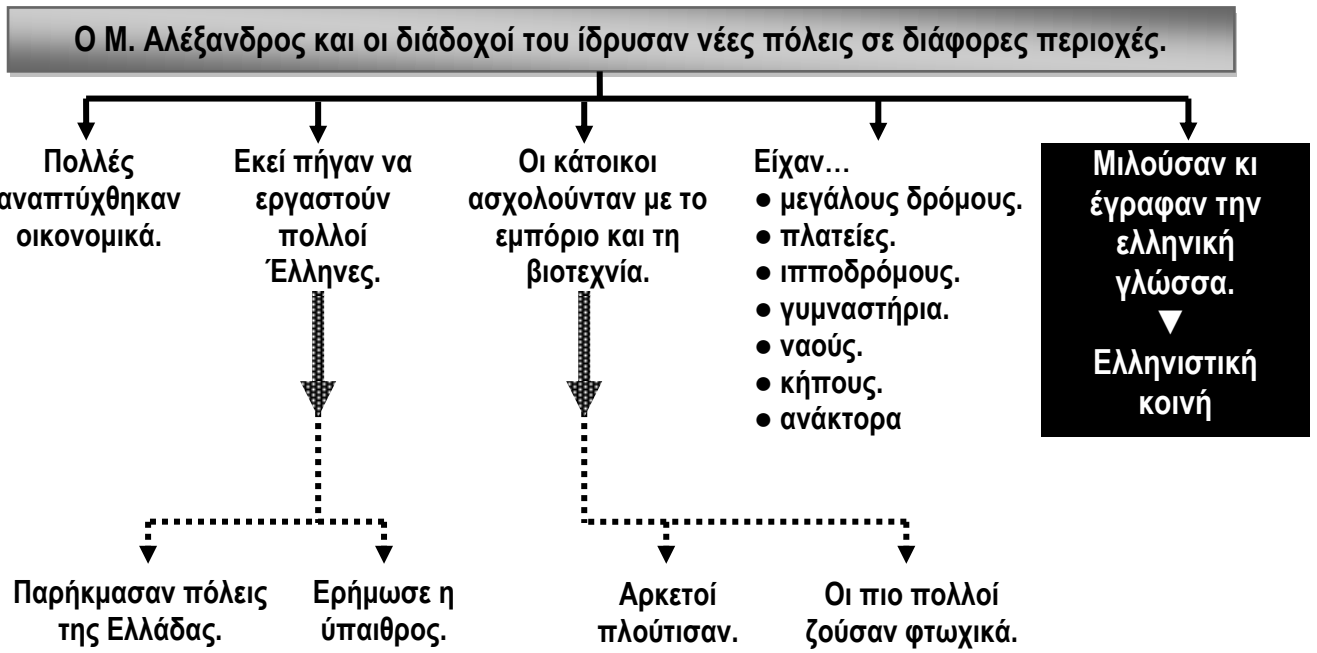 Ο Μ. Αλέξανδρος και οι διάδοχοί του ίδρυσαν νέες πόλεις σε διάφορες περιοχές.
Πολλές
αναπτύχθηκαν
οικονομικά.
Εκεί πήγαν να
εργαστούν
πολλοί
Έλληνες.
Οι κάτοικοι
ασχολούνταν με το
εμπόριο και τη
βιοτεχνία.
Είχαν…
● μεγάλους δρόμους.
● πλατείες.
● ιπποδρόμους.
● γυμναστήρια.
● ναούς.
● κήπους.
● ανάκτορα
Μιλούσαν κι
έγραφαν την
ελληνική
γλώσσα.
▼
Ελληνιστική
κοινή
Παρήκμασαν πόλεις
της Ελλάδας.
Ερήμωσε η
ύπαιθρος.
Αρκετοί
πλούτισαν.
Οι πιο πολλοί
ζούσαν φτωχικά.